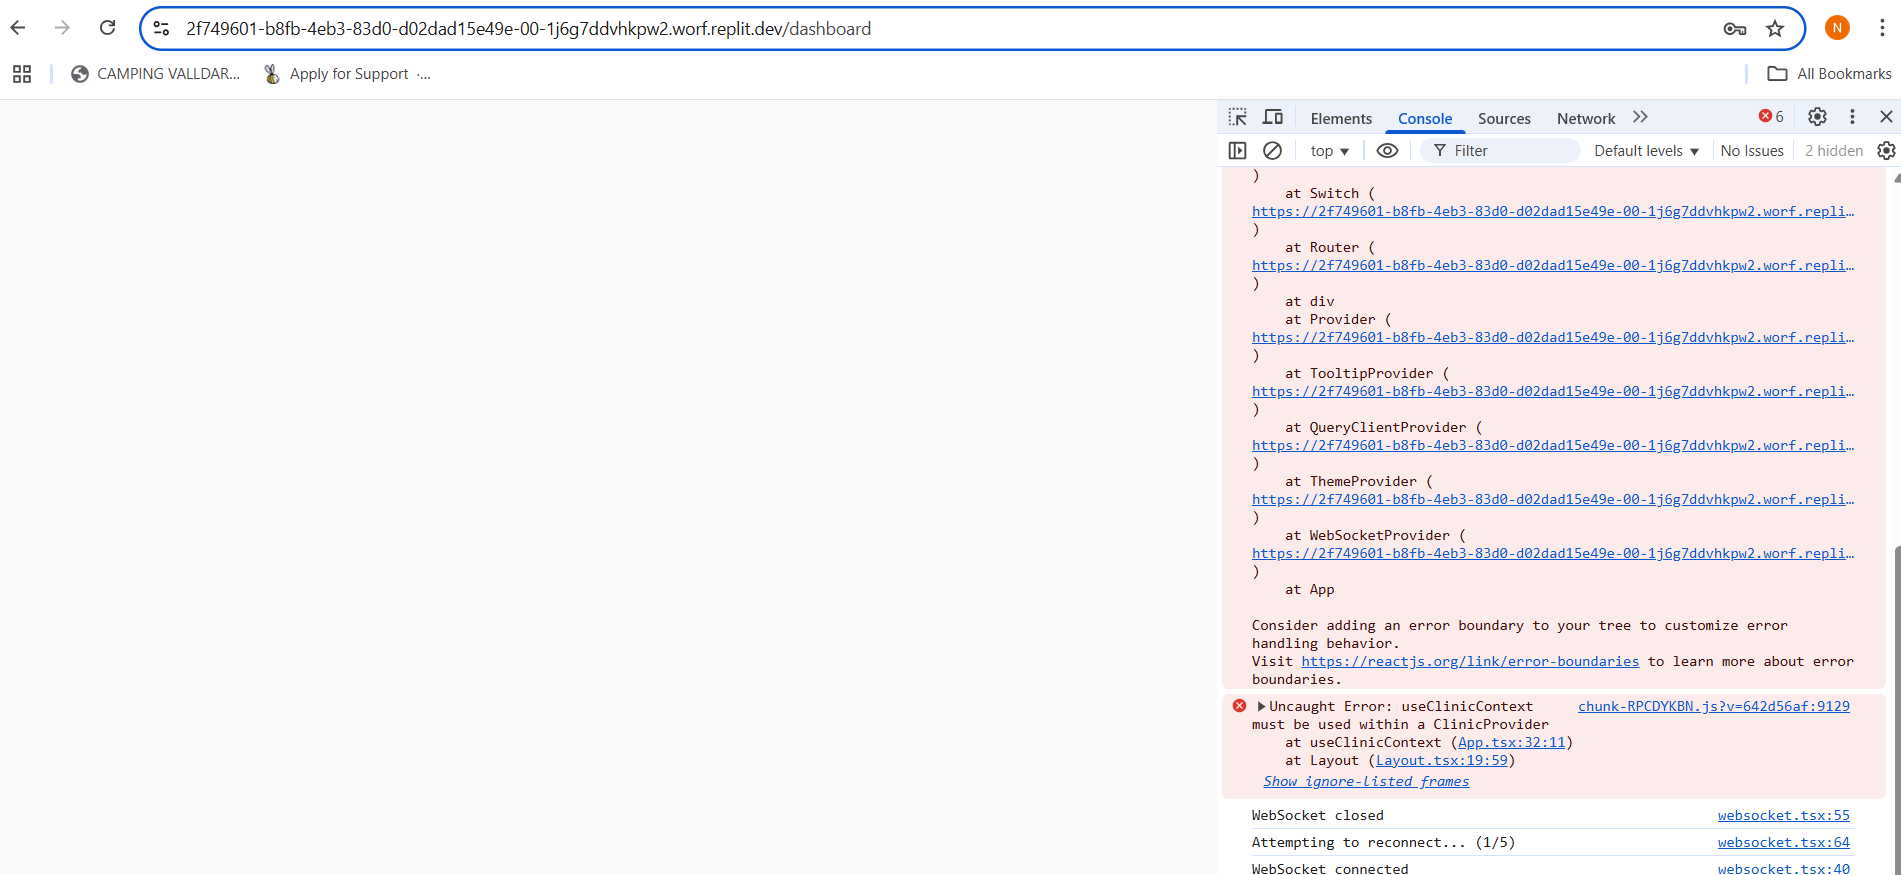 2f749601-b8fb-4eb3-83d0-d02dad15e49e-00-1j6g7ddvhkpw2.worf.replit.dev/dashboard
N
CAMPING VALLDAR...
Apply for Support ·...
All Bookmarks
Elements
Console
Sources
Network
6
top
Filter
Default levels
No Issues
2 hidden
)
at Switch (
https://2f749601-b8fb-4eb3-83d0-d02dad15e49e-00-1j6g7ddvhkpw2.worf.repli…
)
at Router (
https://2f749601-b8fb-4eb3-83d0-d02dad15e49e-00-1j6g7ddvhkpw2.worf.repli…
)
at div
at Provider (
https://2f749601-b8fb-4eb3-83d0-d02dad15e49e-00-1j6g7ddvhkpw2.worf.repli…
)
at TooltipProvider (
https://2f749601-b8fb-4eb3-83d0-d02dad15e49e-00-1j6g7ddvhkpw2.worf.repli…
)
at QueryClientProvider (
https://2f749601-b8fb-4eb3-83d0-d02dad15e49e-00-1j6g7ddvhkpw2.worf.repli…
)
at ThemeProvider (
https://2f749601-b8fb-4eb3-83d0-d02dad15e49e-00-1j6g7ddvhkpw2.worf.repli…
)
at WebSocketProvider (
https://2f749601-b8fb-4eb3-83d0-d02dad15e49e-00-1j6g7ddvhkpw2.worf.repli…
)
at App
Consider adding an error boundary to your tree to customize error
handling behavior.
Visit https://reactjs.org/link/error-boundaries to learn more about error
boundaries.
Uncaught Error: useClinicContext chunk-RPCDYKBN.js?v=642d56af:9129
must be used within a ClinicProvider
at useClinicContext (App.tsx:32:11)
at Layout (Layout.tsx:19:59)
Show ignore-listed frames
WebSocket closed websocket.tsx:55
Attempting to reconnect... (1/5) websocket.tsx:64
WebSocket connected websocket.tsx:40